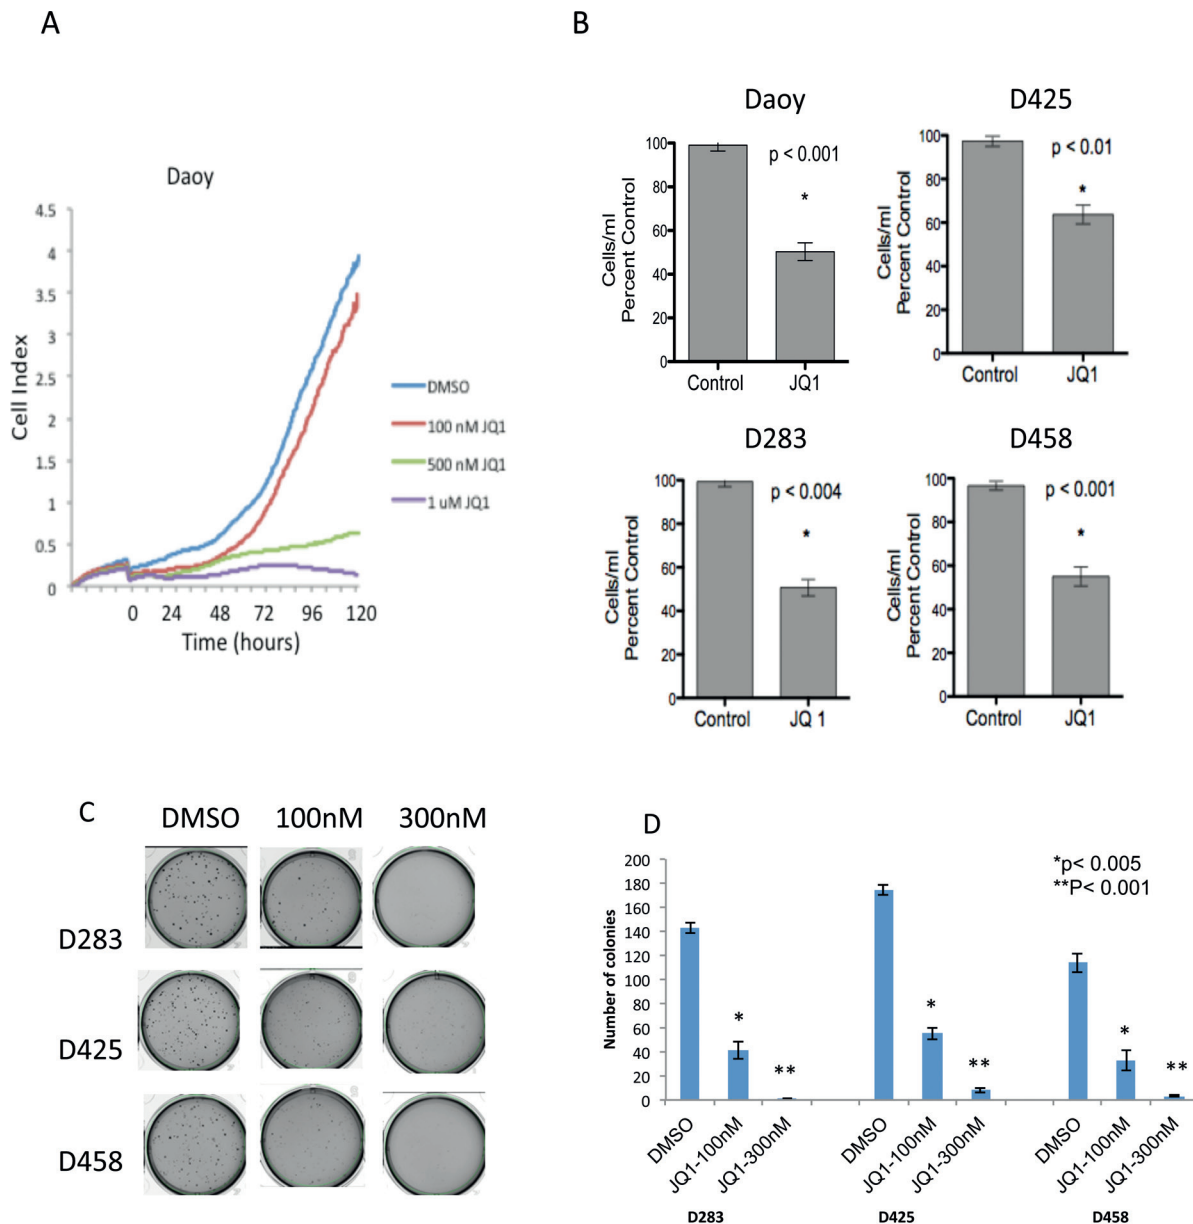 A
Daoy
4.5
4
3.5
3
2.5
2
1.5
1
0.5
0
Cell Index
0 24 48 72 96 120
Time (hours)
DMSO
100 nM JQ1
500 nM JQ1
1 uM JQ1
B
Daoy
100
80
60
40
20
0
Cells/ml
Percent Control
p < 0.001
*
Control JQ1
D425
100
80
60
40
20
0
Cells/ml
Percent Control
p < 0.01
*
Control JQ1
D283
100
80
60
40
20
0
Cells/ml
Percent Control
p < 0.004
*
Control JQ 1
D458
100
80
60
40
20
0
Cells/ml
Percent Control
p < 0.001
*
Control JQ1
C
DMSO 100nM 300nM
D283
D425
D458
D
200
180
160
140
120
100
80
60
40
20
0
Number of colonies
*p< 0.005
**P< 0.001
* ** * ** * **
DMSO JQ1-100nM JQ1-300nM DMSO JQ1-100nM JQ1-300nM DMSO JQ1-100nM JQ1-300nM
D283 D425 D458